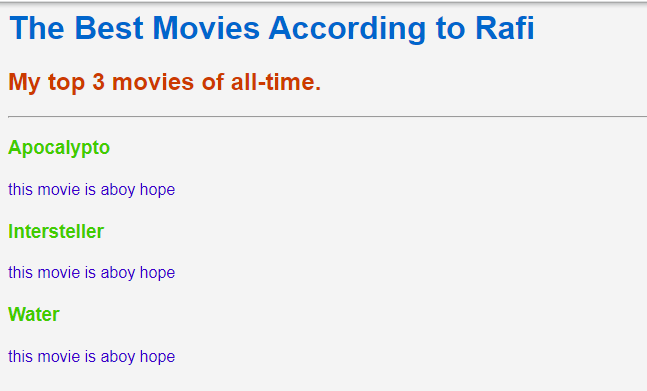 The Best Movies According to Rafi
My top 3 movies of all-time.
Apocalypto
this movie is aboy hope
Intersteller
this movie is aboy hope
Water
this movie is aboy hope